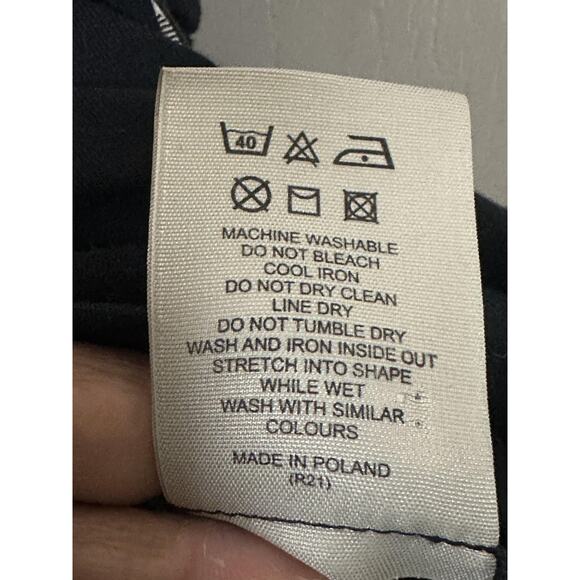 40
MACHINE WASHABLE
DO NOT BLEACH
COOL IRON
DO NOT DRY CLEAN
LINE DRY
DO NOT TUMBLE DRY
WASH AND IRON INSIDE OUT
STRETCH INTO SHAPE
WHILE WET
WASH WITH SIMILAR
COLOURS
MADE IN POLAND
(R21)